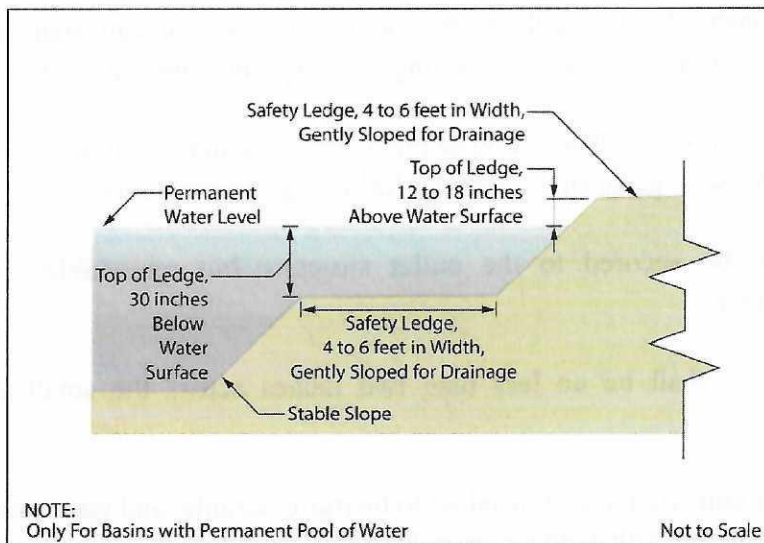 Safety Ledge, 4 to 6 feet in Width,
Gently Sloped for Drainage
Top of Ledge,
12 to 18 inches
Above Water Surface
Permanent
Water Level
Top of Ledge,
30 inches
Below
Water
Surface
Safety Ledge,
4 to 6 feet in Width,
Gently Sloped for Drainage
Stable Slope
NOTE:
Only For Basins with Permanent Pool of Water
Not to Scale